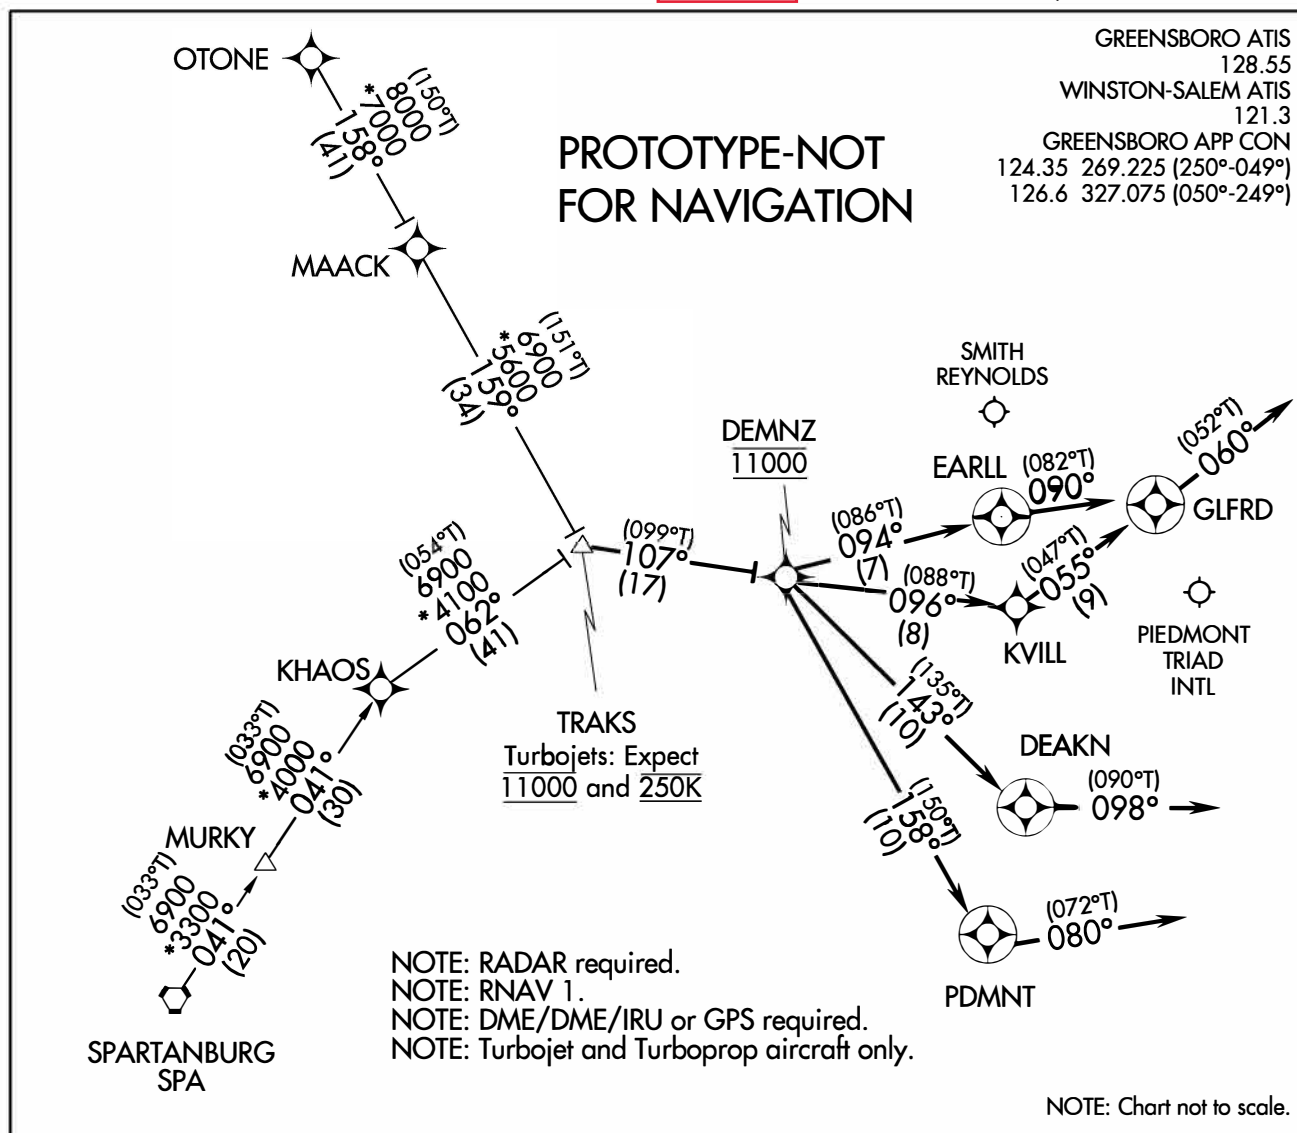 GREENSBORO ATIS
128.55
WINSTON-SALEM ATIS
121.3
GREENSBORO APP CON
124.35 269.225 (250°-049°)
126.6 327.075 (050°-249°)
PROTOTYPE-NOT
FOR NAVIGATION
OTONE
(150°T)
8000
*7000
158°
(41)
MAACK
(151°T)
6900
*5600
159°
(34)
SMITH
REYNOLDS
DEMNZ
11000
EARLL
(082°T)
090°
(052°T)
060°
GLFRD
(086°T)
094°
(7)
(099°T)
107°
(17)
(088°T)
096°
(8)
(047°T)
055°
(9)
KVILL
PIEDMONT
TRIAD
INTL
(054°T)
6900
*4100
062°
(41)
KHAOS
TRAKS
Turbojets: Expect
11000 and 250K
(135°T)
143°
(10)
DEAKN
(090°T)
098°
(150°T)
158°
(10)
(033°T)
6900
*4000
041°
(30)
MURKY
(033°T)
6900
*3300
041°
(20)
(072°T)
080°
PDMNT
SPARTANBURG
SPA
NOTE: RADAR required.
NOTE: RNAV 1.
NOTE: DME/DME/IRU or GPS required.
NOTE: Turbojet and Turboprop aircraft only.
NOTE: Chart not to scale.